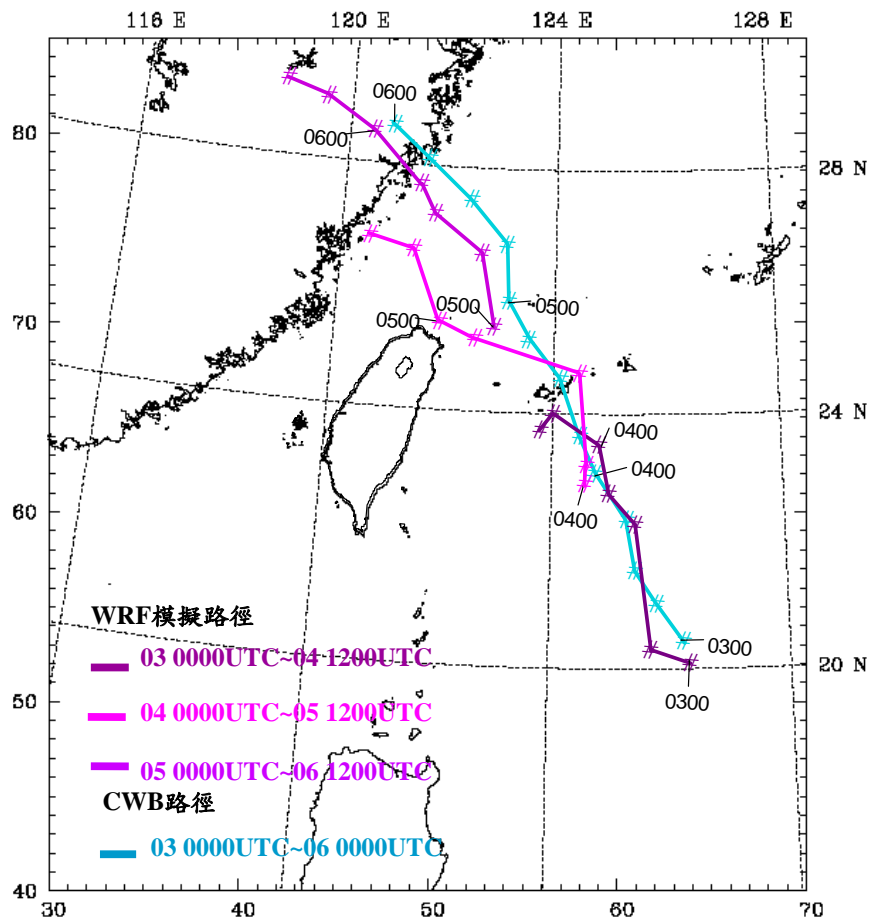 116 E 120 E 124 E 128 E
80
0600
0600
28 N
70
0500
0500
0500
24 N
0400
0400
60
0400
WRF模擬路徑
03 0000UTC~04 1200UTC
0300
20 N
50
04 0000UTC~05 1200UTC
0300
05 0000UTC~06 1200UTC
CWB路徑
03 0000UTC~06 0000UTC
40
30 40 50 60 70